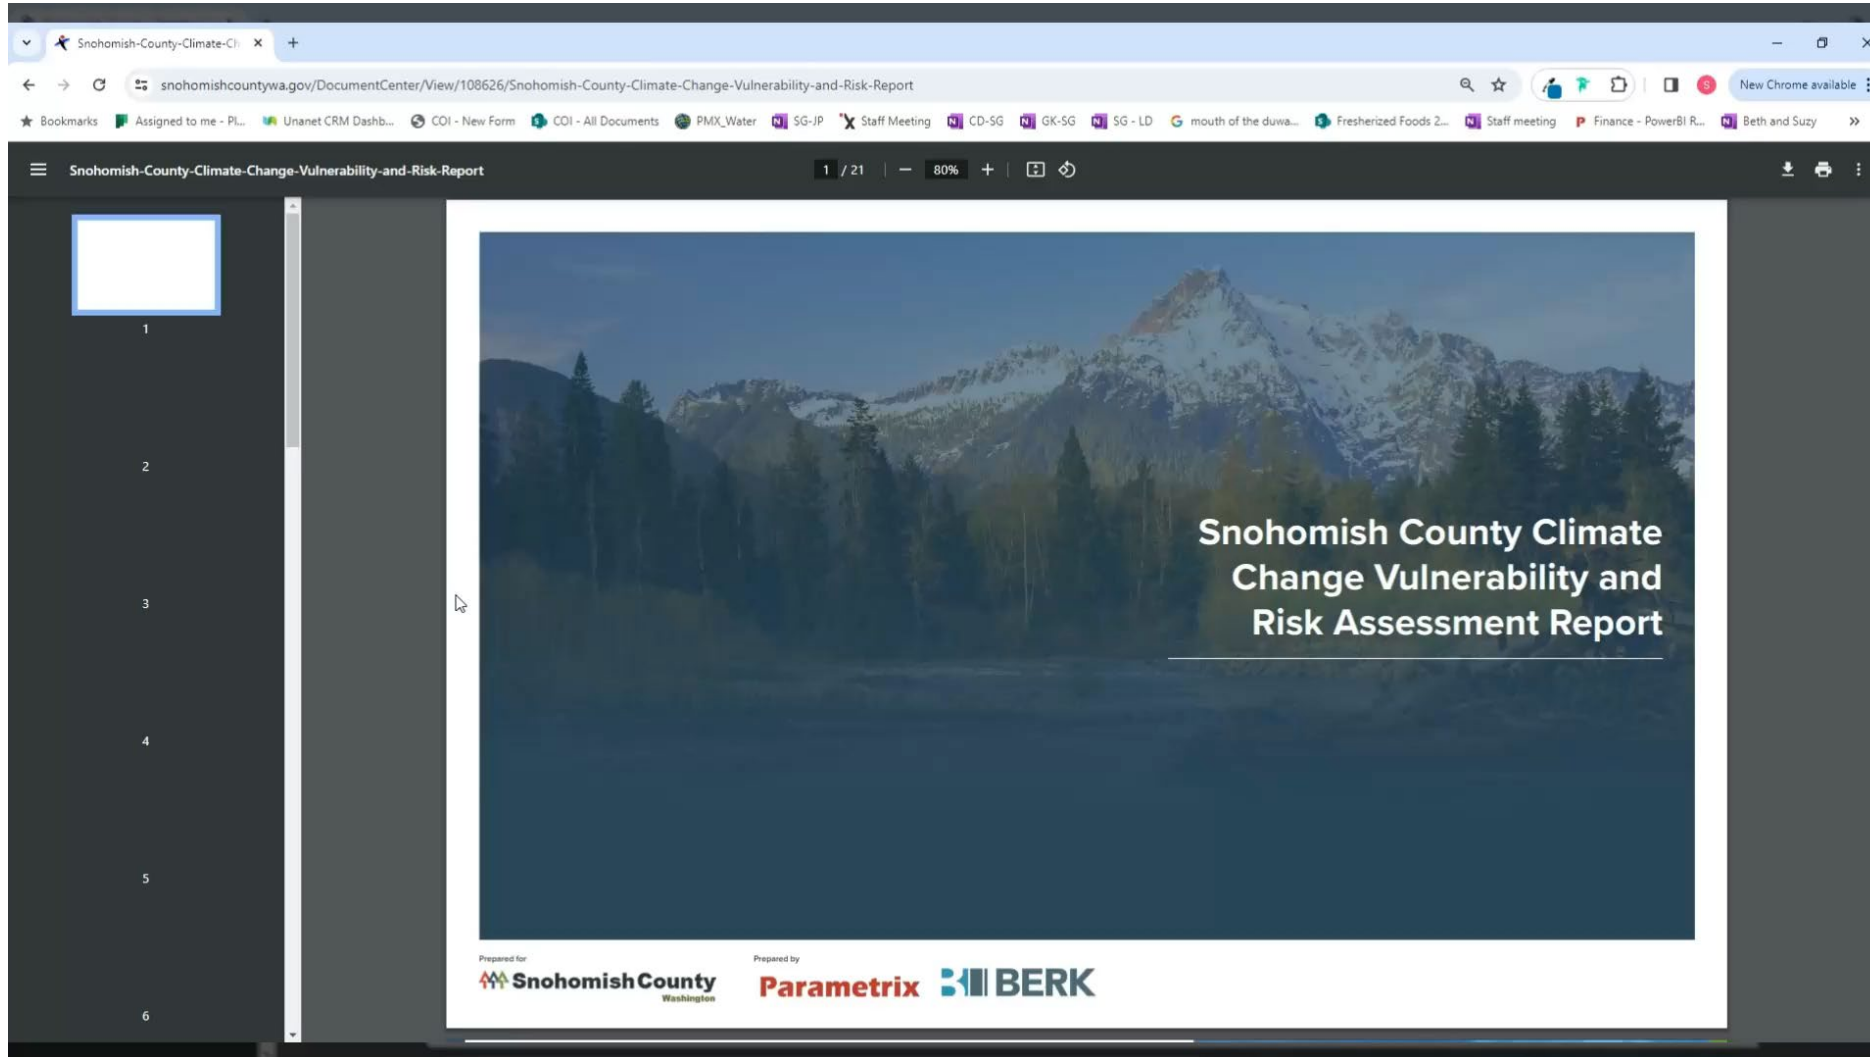 Snohomish-County-Climate-Ch
snohomishcountywa.gov/DocumentCenter/View/108626/Snohomish-County-Climate-Change-Vulnerability-and-Risk-Report
New Chrome available
Bookmarks Assigned to me - Pl... Unanet CRM Dashb... COI - New Form COI - All Documents PMX_Water SG-JP Staff Meeting CD-SG GK-SG SG - LD mouth of the duwa... Fresherized Foods 2... Staff meeting Finance - PowerBI R... Beth and Suzy
Snohomish-County-Climate-Change-Vulnerability-and-Risk-Report 1 / 21 80%
1
2
3
4
5
6
Snohomish County Climate
Change Vulnerability and
Risk Assessment Report
Prepared for
Snohomish County
Washington
Prepared by
Parametrix BERK